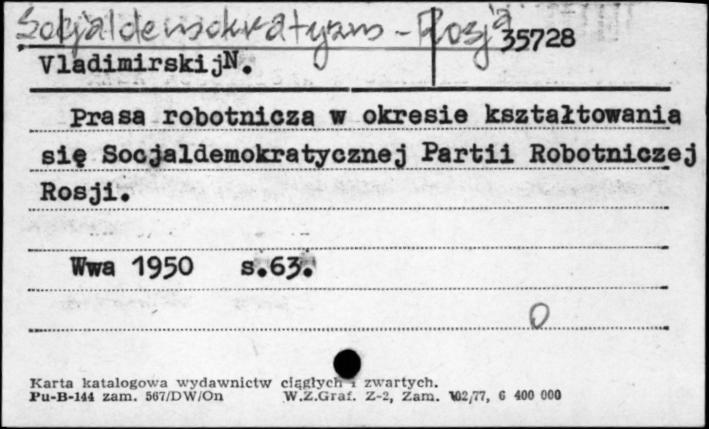 Socjaldemokratyzm - Rosja
35728
Vladimirskij N.
Prasa robotnicza w okresie kształtowania
się Socjaldemokratycznej Partii Robotniczej
Rosji.
Wwa 1950 s.63.
O
Karta katalogowa wydawnictw ciągłych i zwartych.
Pu-B-144 zam. 567/DW/On W.Z.Graf. Z-2, Zam. 102/77, 6 400 000